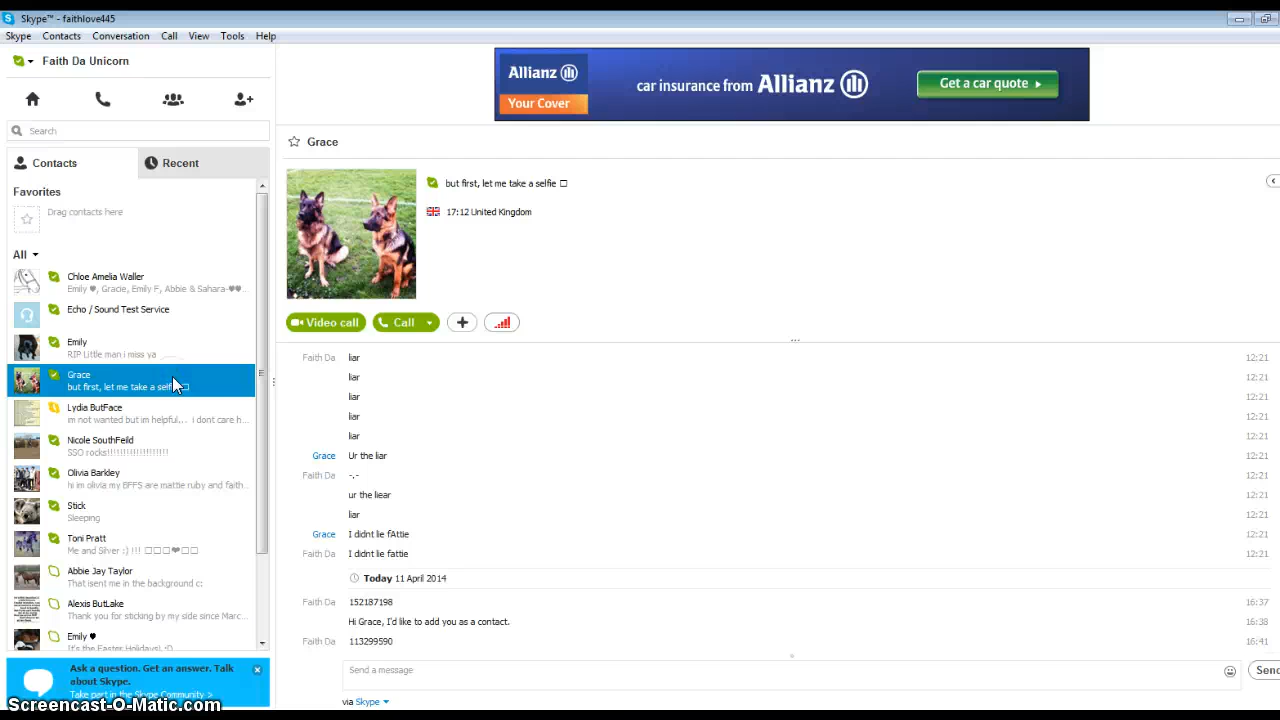 Skype™ - faithlove445
Skype Contacts Conversation Call View Tools Help
Faith Da Unicorn
Search
Contacts
Recent
Favorites
Drag contacts here
All
Chloe Amelia Waller
Emily ♥, Gracie, Emily F, Abbie & Sahara-♥♥...
Echo / Sound Test Service
Emily
RIP Little man i miss ya
Grace
but first, let me take a selfie
Lydia ButFace
im not wanted but im helpful... i dont care h...
Nicole SouthFeild
SSO rocks!!!!!!!!!!!!!!!!!!!
Olivia Barkley
hi im olivia my BFFS are mattie ruby and faith...
Stick
Sleeping
Toni Pratt
Me and Silver :) !!! □□□❤□□
Abbie Jay Taylor
That isent me in the background c:
Alexis ButLake
Thank you for sticking by my side since Marc...
Emily ♥
It's the Easter Holidays! :D
Ask a question. Get an answer. Talk
about Skype.
Take part in the Skype Community >
Screencast-O-Matic.com
Allianz
Your Cover
car insurance from Allianz
Get a car quote
Grace
but first, let me take a selfie □
17:12 United Kingdom
Video call
Call
Faith Da liar 12:21
liar 12:21
liar 12:21
liar 12:21
liar 12:21
Grace Ur the liar 12:21
Faith Da -.- 12:21
ur the liear 12:21
liar 12:21
Grace I didnt lie fAttie 12:21
Faith Da I didnt lie fattie 12:21
Today 11 April 2014
Faith Da 152187198 16:37
Hi Grace, I'd like to add you as a contact. 16:38
Faith Da 113299590 16:41
Send a message
Send
via Skype